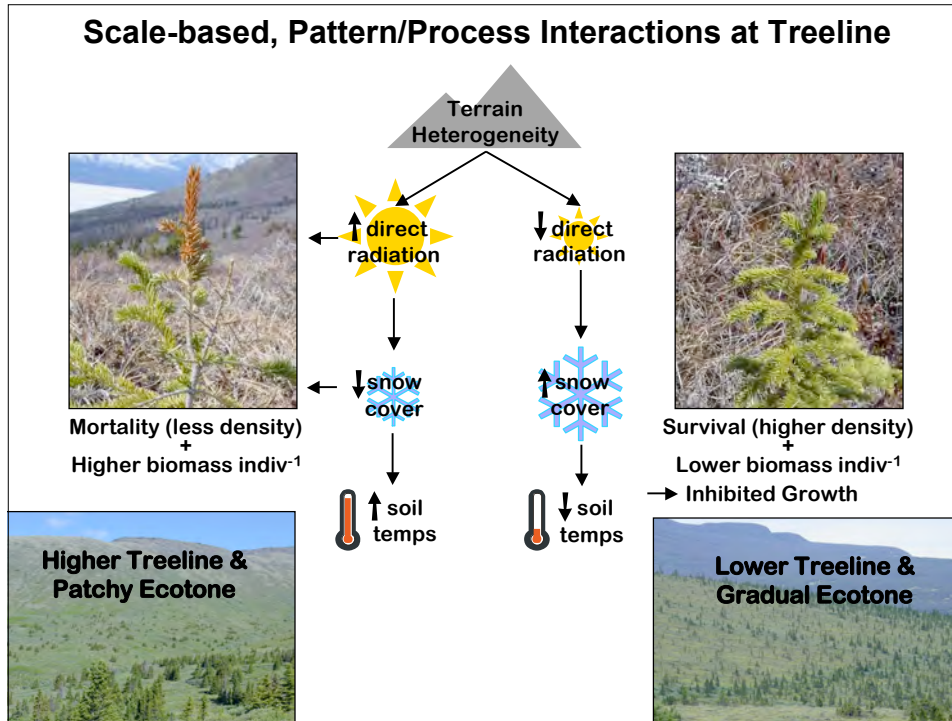 Scale-based, Pattern/Process Interactions at Treeline
Terrain
Heterogeneity
direct
radiation
direct
radiation
snow
cover
snow
cover
Mortality (less density)
+
Higher biomass indiv-1
Survival (higher density)
+
Lower biomass indiv-1
soil
temps
soil
temps
Inhibited Growth
Higher Treeline &
Patchy Ecotone
Lower Treeline &
Gradual Ecotone